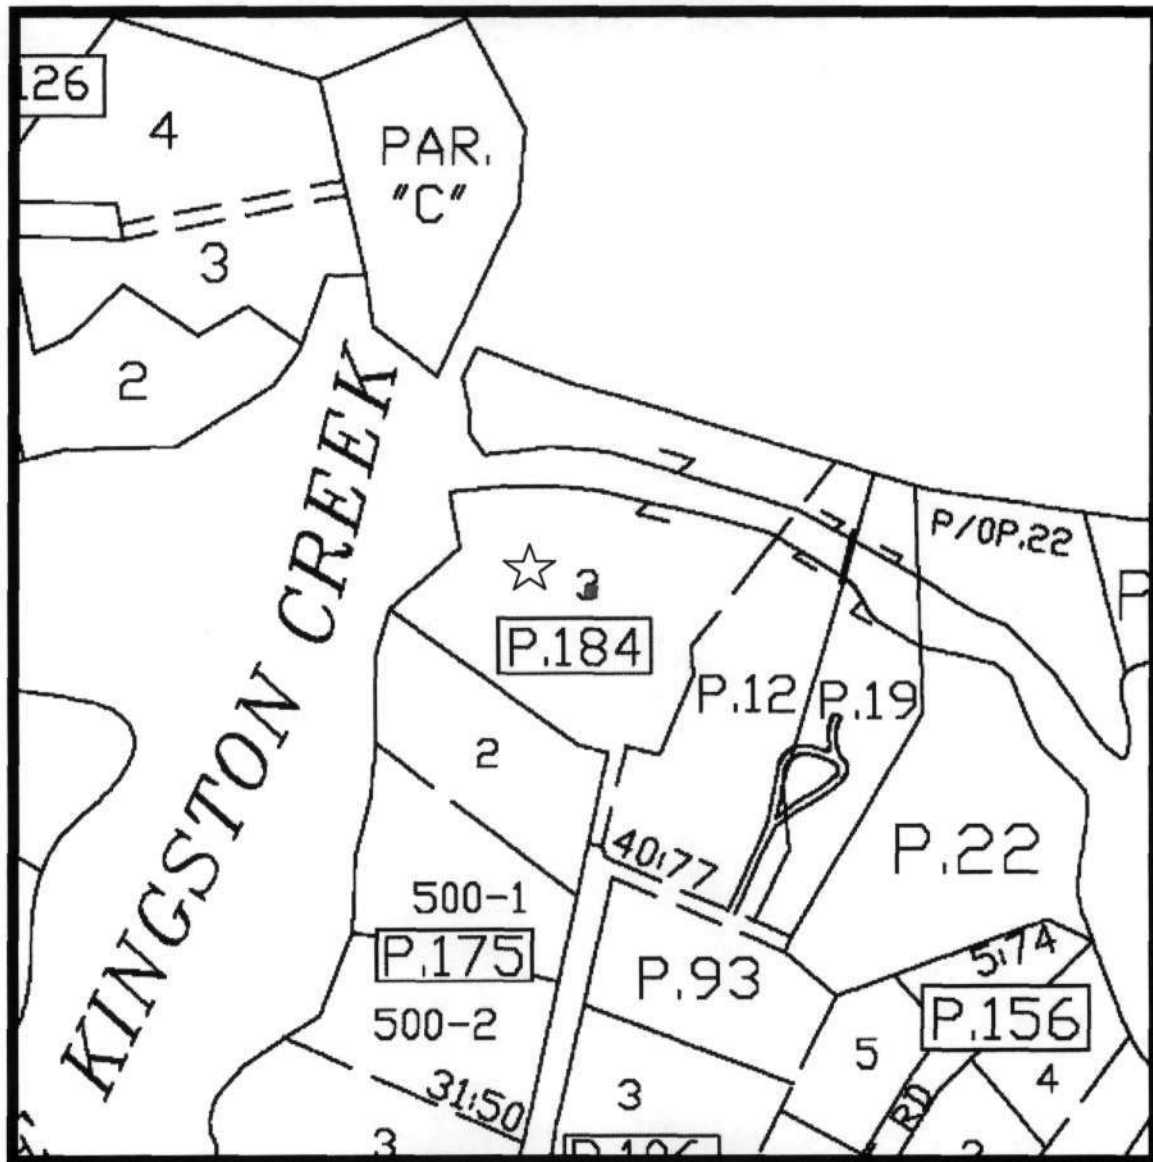 126
4
PAR.
"C"
3
2
KINGSTON CREEK
P/OP.22
P
3
P.184
P.12
P.19
2
40:77
P.22
500-1
P.175
P.93
5:74
P.156
500-2
5
4
31:50
3
RD
3